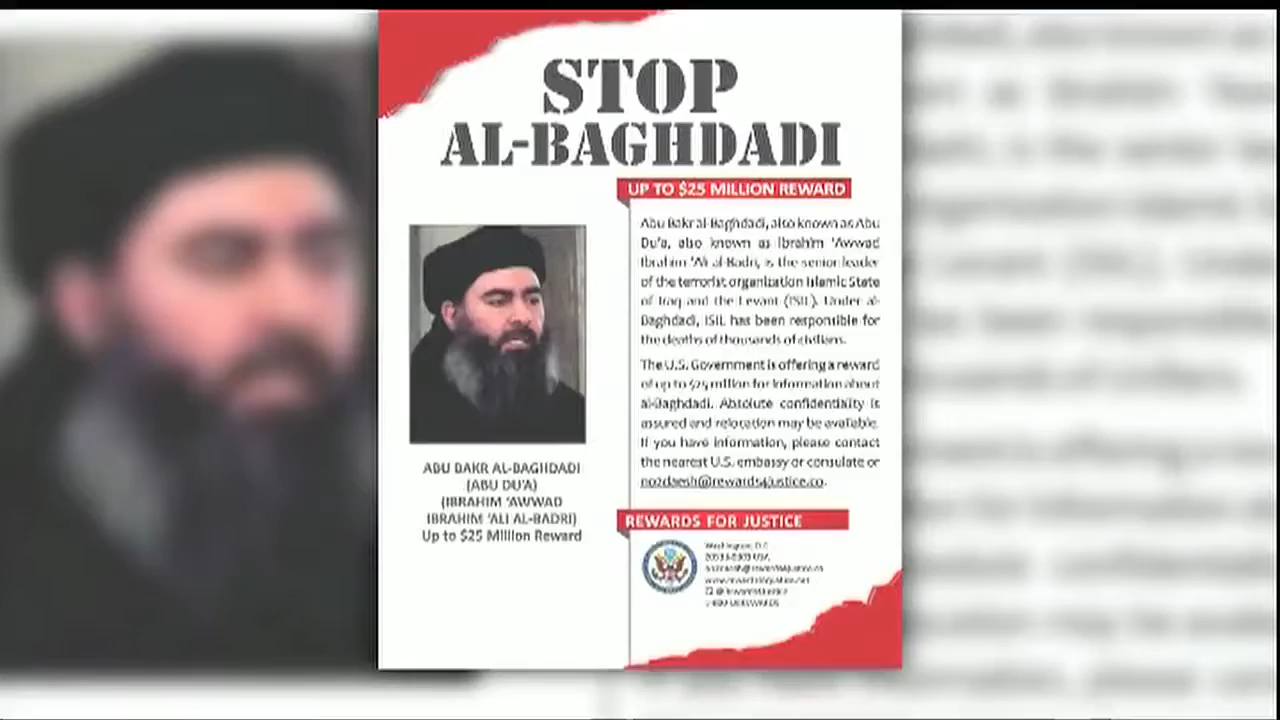 STOP
AL-BAGHDADI
UP TO $25 MILLION REWARD
Abu Bakr al-Baghdadi, also known as Abu
Du'a, also known as Ibrahim 'Awwad
Ibrahim 'Ali al-Badri, is the senior leader
of the terrorist organization Islamic State
of Iraq and the Levant (ISIL). Under al-
Baghdadi, ISIL has been responsible for
the deaths of thousands of civilians.
The U.S. Government is offering a reward
of up to $25 million for information about
al-Baghdadi. Absolute confidentiality is
assured and relocation may be available.
If you have information, please contact
the nearest U.S. embassy or consulate or
no2daesh@rewards4justice.co.
ABU BAKR AL-BAGHDADI
(ABU DU'A)
(IBRAHIM 'AWWAD
IBRAHIM 'ALI AL-BADRI)
Up to $25 Million Reward
REWARDS FOR JUSTICE
Washington, D.C.